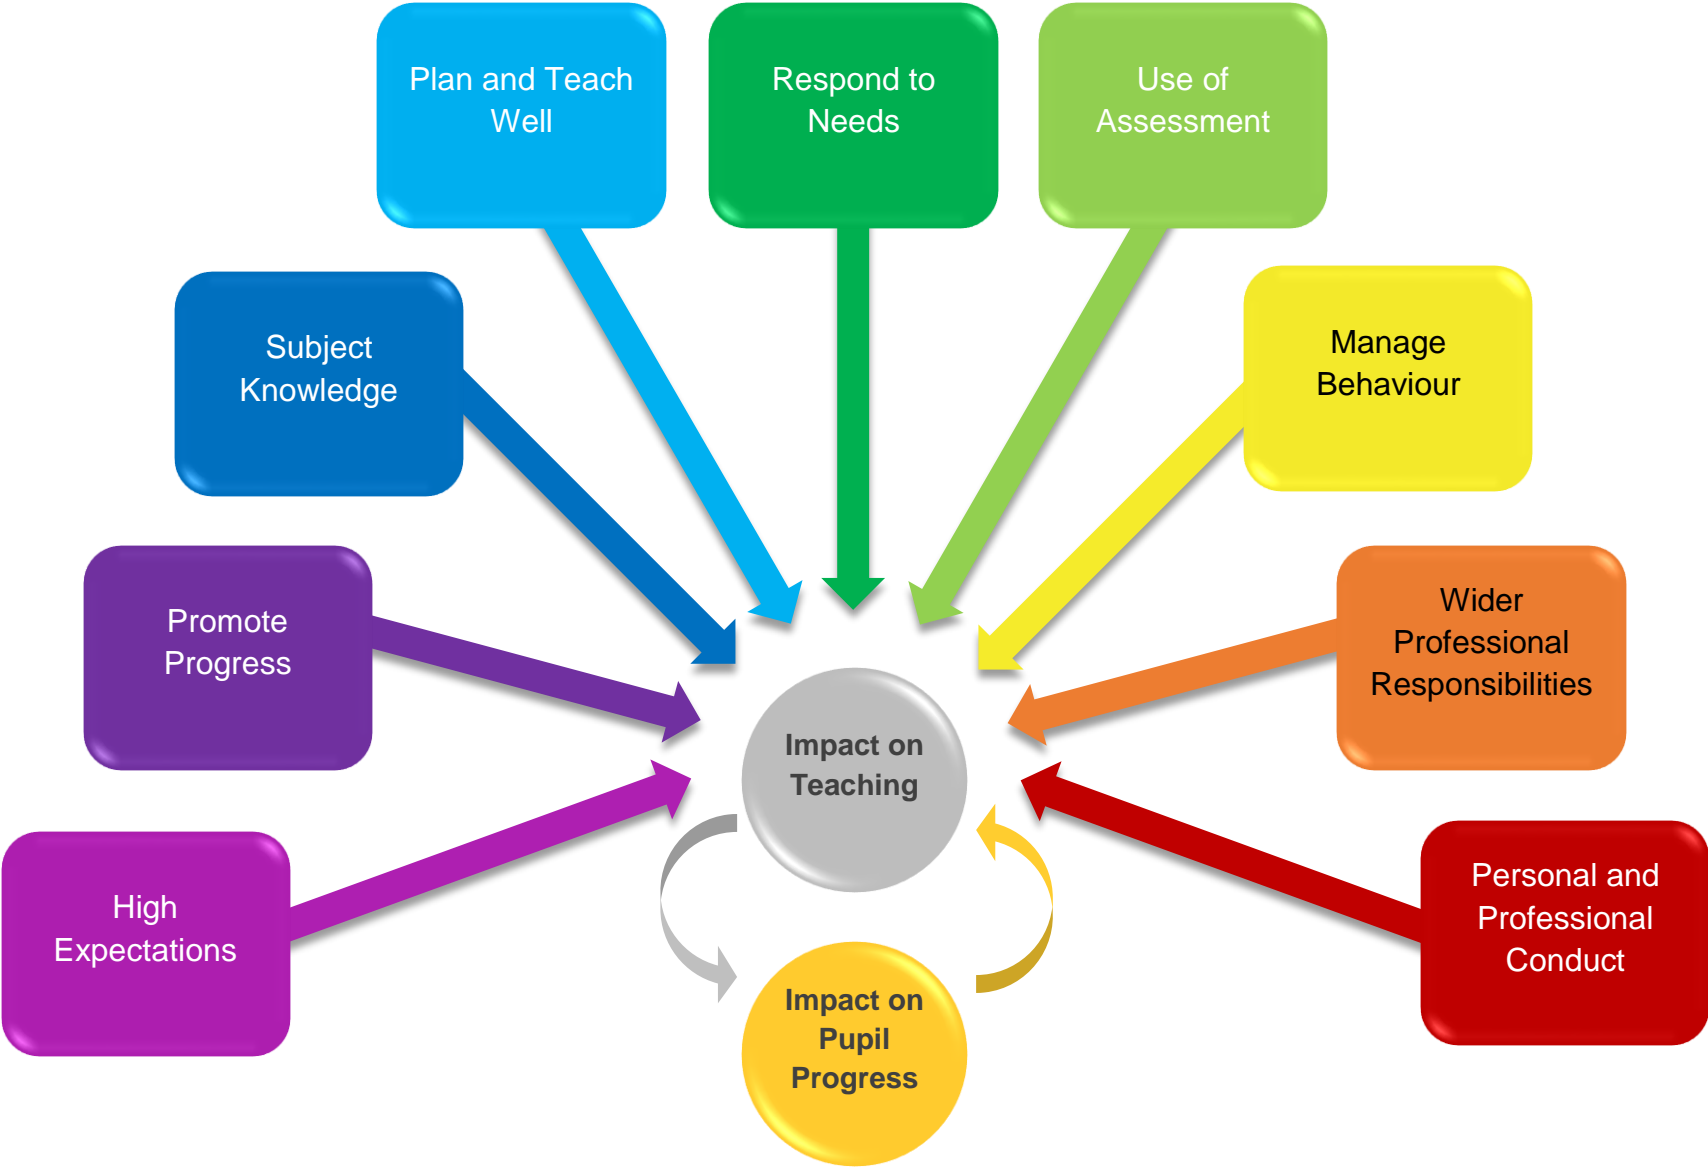 Plan and Teach
Well
Respond to
Needs
Use of
Assessment
Subject
Knowledge
Manage
Behaviour
Promote
Progress
Wider
Professional
Responsibilities
High
Expectations
Impact on
Teaching
Personal and
Professional
Conduct
Impact on
Pupil
Progress